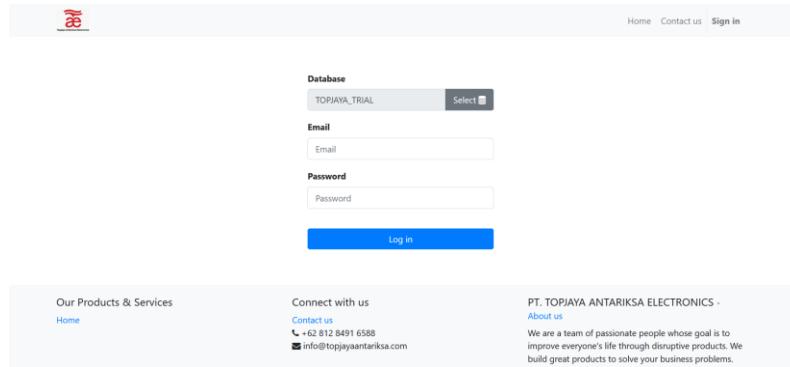 æ
Home Contact us Sign in
Database
TOPJAYA_TRIAL Select
Email
Email
Password
Password
Log in
Our Products & Services
Home
Connect with us
Contact us
+62 812 8491 6588
info@topjayaantariksa.com
PT. TOPJAYA ANTARIKSA ELECTRONICS -
About us
We are a team of passionate people whose goal is to
improve everyone's life through disruptive products. We
build great products to solve your business problems.